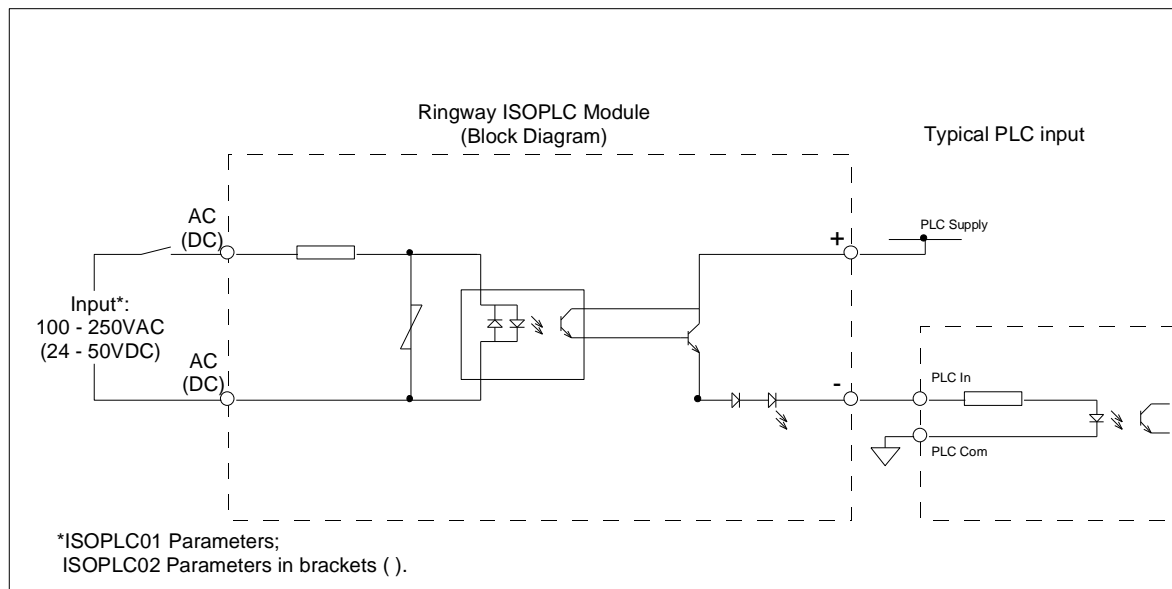 Ringway ISOPLC Module
(Block Diagram)
Typical PLC input
AC
(DC)
+
PLC Supply
Input*:
100 - 250VAC
(24 - 50VDC)
AC
(DC)
-
PLC In
PLC Com
*ISOPLC01 Parameters;
ISOPLC02 Parameters in brackets ( ).